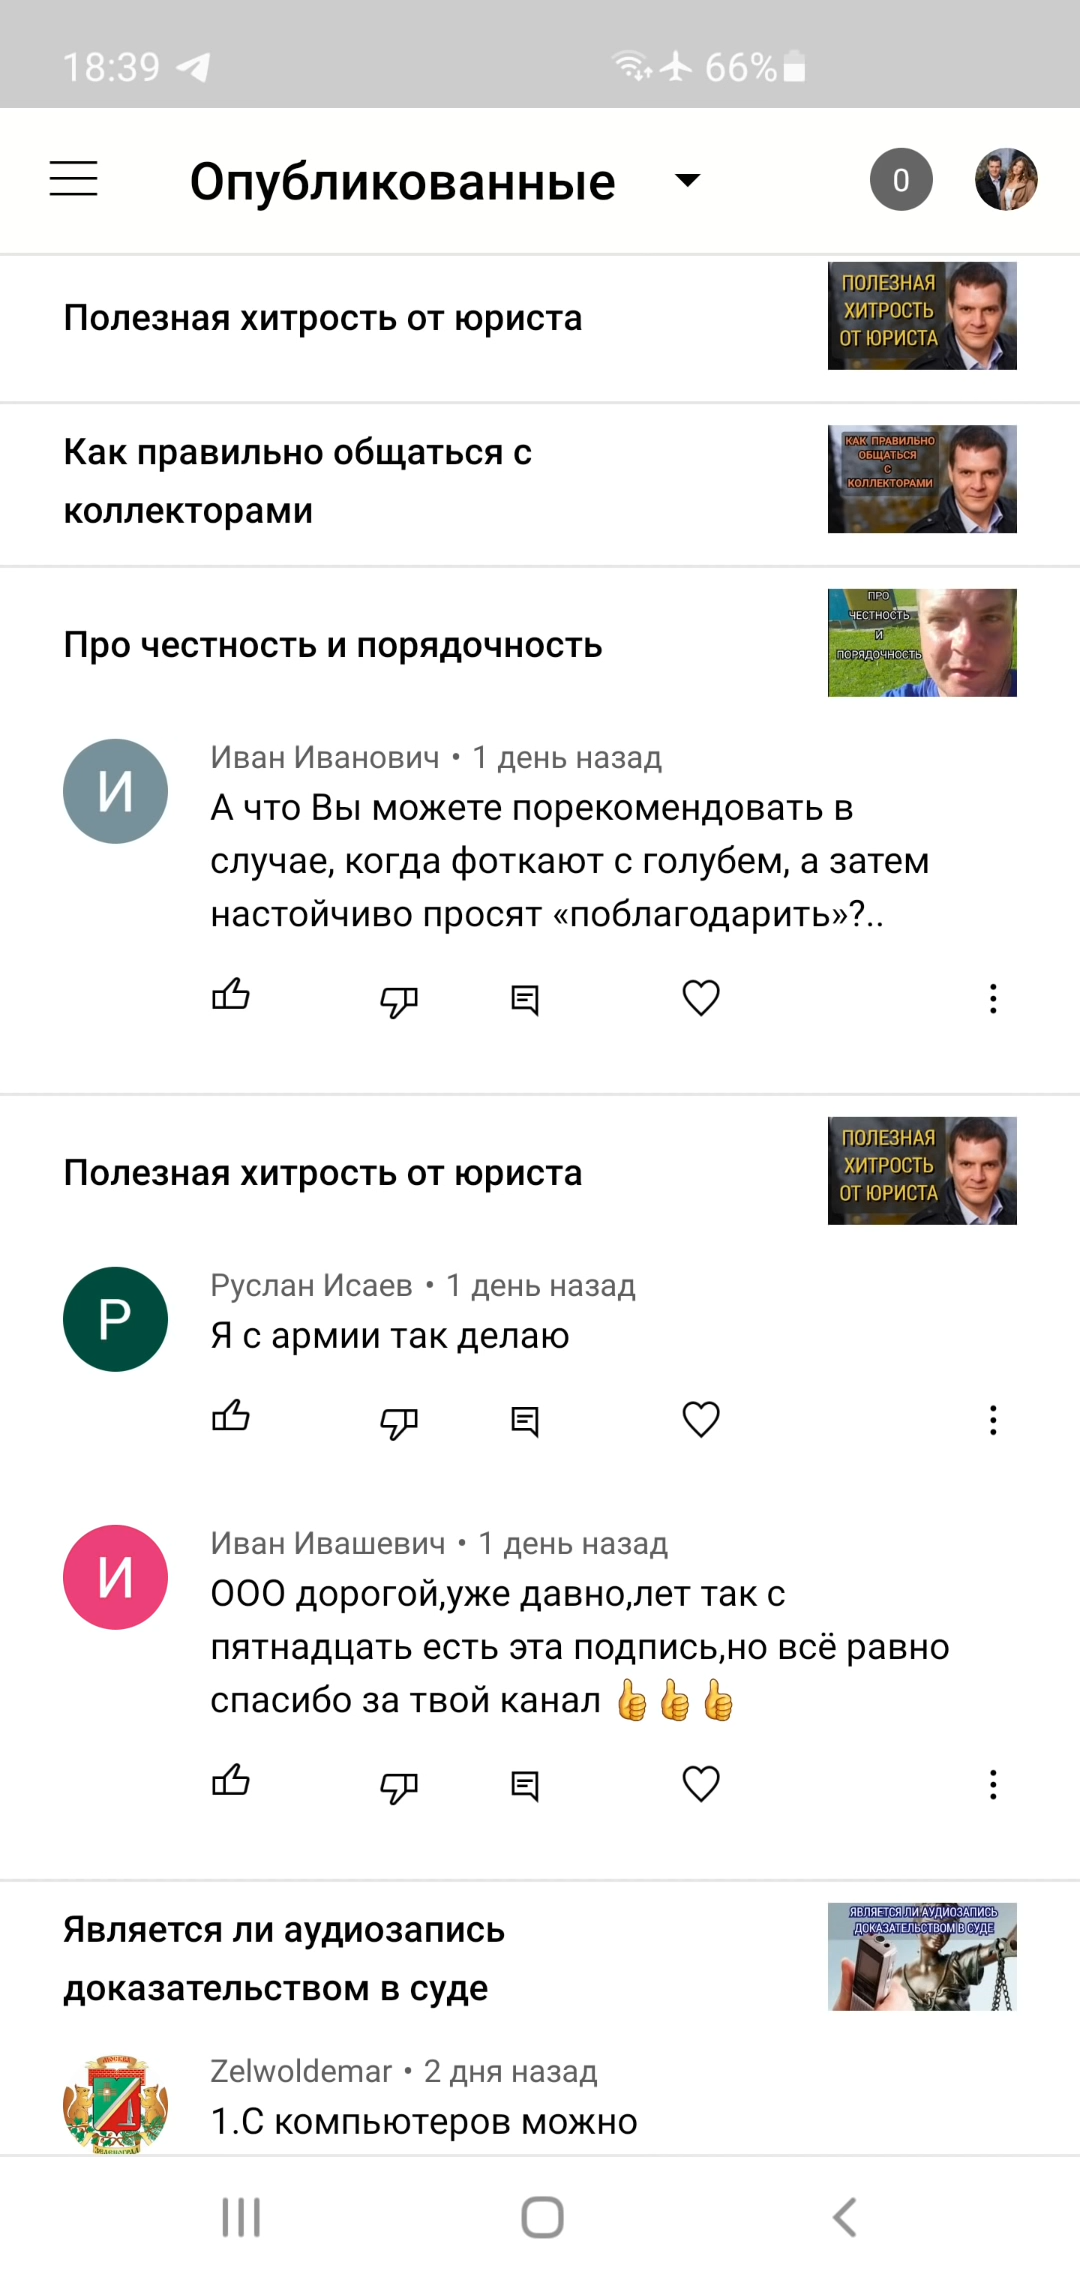 18:39
66%
Опубликованные
0
Полезная хитрость от юриста
ПОЛЕЗНАЯ
ХИТРОСТЬ
ОТ ЮРИСТА
Как правильно общаться с
коллекторами
КАК ПРАВИЛЬНО
ОБЩАТЬСЯ
С
КОЛЛЕКТОРАМИ
Про честность и порядочность
ПРО
ЧЕСТНОСТЬ
И
ПОРЯДОЧНОСТЬ
И
Иван Иванович • 1 день назад
А что Вы можете порекомендовать в
случае, когда фоткают с голубем, а затем
настойчиво просят «поблагодарить»?..
Полезная хитрость от юриста
ПОЛЕЗНАЯ
ХИТРОСТЬ
ОТ ЮРИСТА
Р
Руслан Исаев • 1 день назад
Я с армии так делаю
И
Иван Ивашевич • 1 день назад
ООО дорогой,уже давно,лет так с
пятнадцать есть эта подпись,но всё равно
спасибо за твой канал 👍👍👍
Является ли аудиозапись
доказательством в суде
ЯВЛЯЕТСЯ ЛИ АУДИОЗАПИСЬ
ДОКАЗАТЕЛЬСТВОМ В СУДЕ
МОСКВА
ЗЕЛЕНОГРАД
Zelwoldemar • 2 дня назад
1.С компьютеров можно